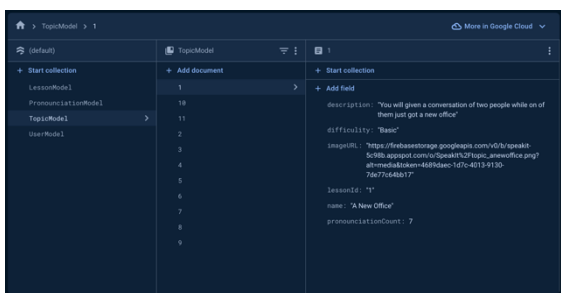 TopicModel > 1
More in Google Cloud
(default)
TopicModel
1
+ Start collection
+ Add document
+ Start collection
LessonModel
PronounciationModel
TopicModel
UserModel
1
10
11
2
3
4
5
6
7
8
9
+ Add field
description: "You will given a conversation of two people while on of
them just got a new office"
difficulity: "Basic"
imageURL: "https://firebasestorage.googleapis.com/v0/b/speakit-
5c98b.appspot.com/o/SpeakIt%2Ftopic_anewoffice.png?
alt=media&token=4689daec-1d7c-4013-9130-
7de77c64bb17"
lessonId: "1"
name: "A New Office"
pronounciationCount: 7